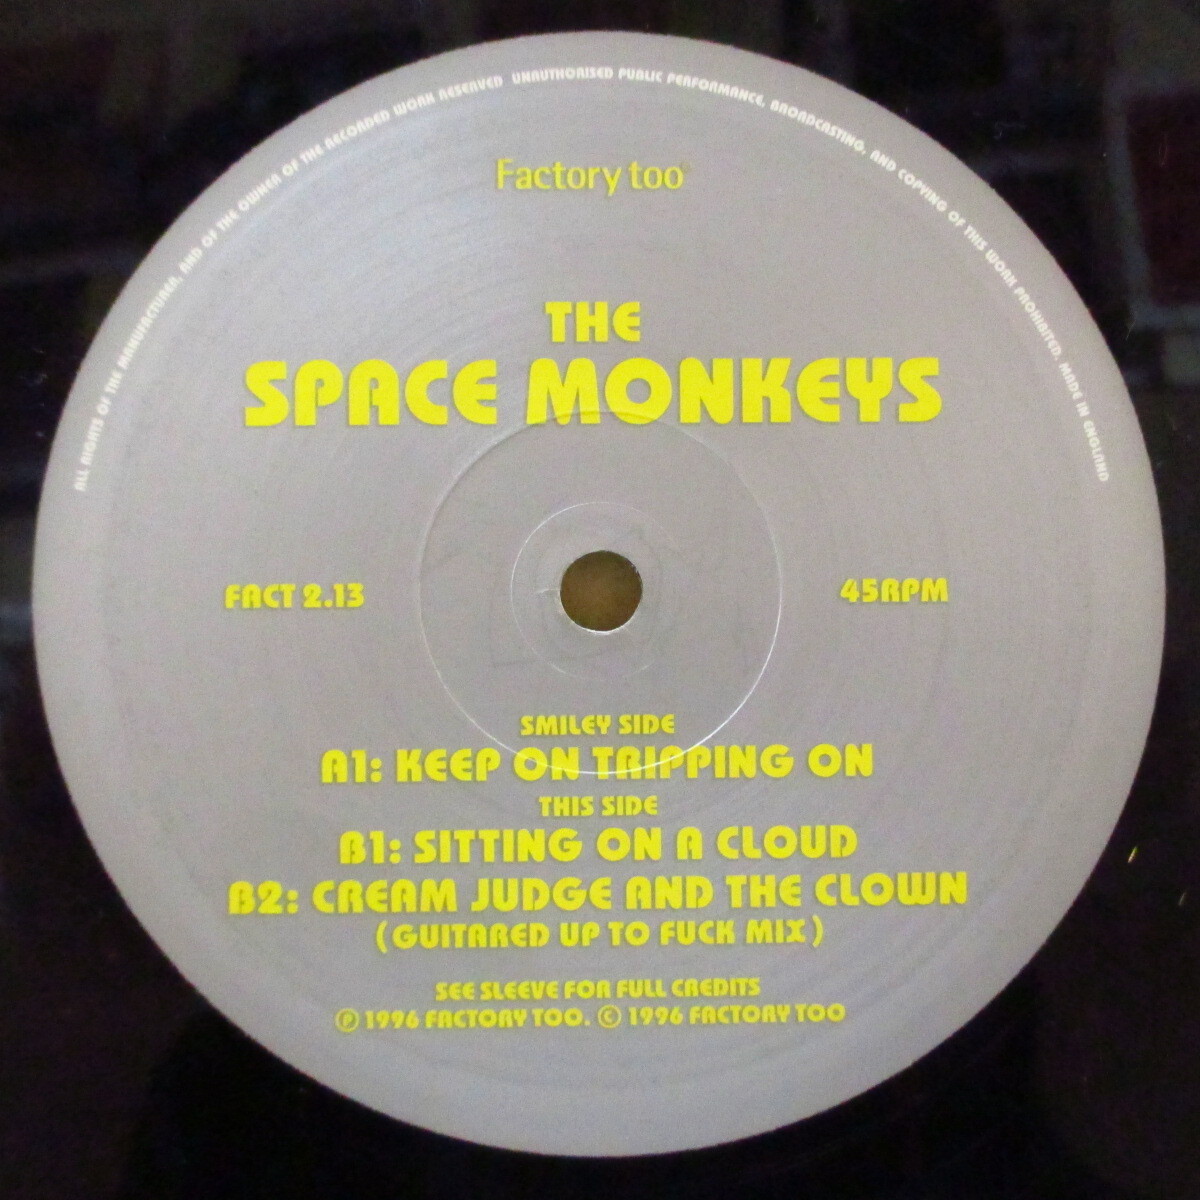 ALL RIGHTS OF THE MANUFACTURER, AND OF THE OWNER OF THE RECORDED WORK RESERVED UNAUTHORISED PUBLIC PERFORMANCE, BROADCASTING, AND COPYING OF THIS WORK PROHIBITED. MADE IN ENGLAND
Factory too
THE
SPACE MONKEYS
FACT 2.13
45RPM
SMILEY SIDE
A1: KEEP ON TRIPPING ON
THIS SIDE
B1: SITTING ON A CLOUD
B2: CREAM JUDGE AND THE CLOWN
(GUITARED UP TO FUCK MIX)
SEE SLEEVE FOR FULL CREDITS
℗ 1996 FACTORY TOO. © 1996 FACTORY TOO